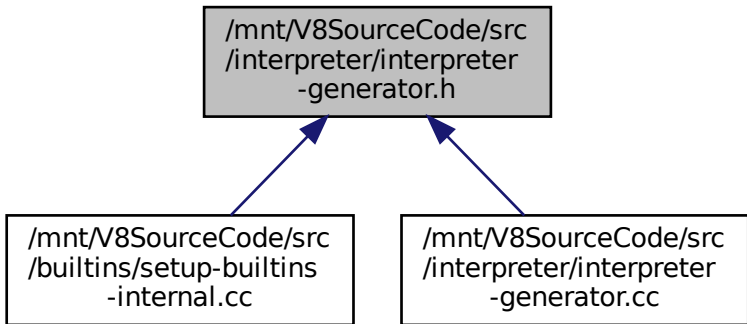 /mnt/V8SourceCode/src
/interpreter/interpreter
-generator.h
/mnt/V8SourceCode/src
/builtins/setup-builtins
-internal.cc
/mnt/V8SourceCode/src
/interpreter/interpreter
-generator.cc